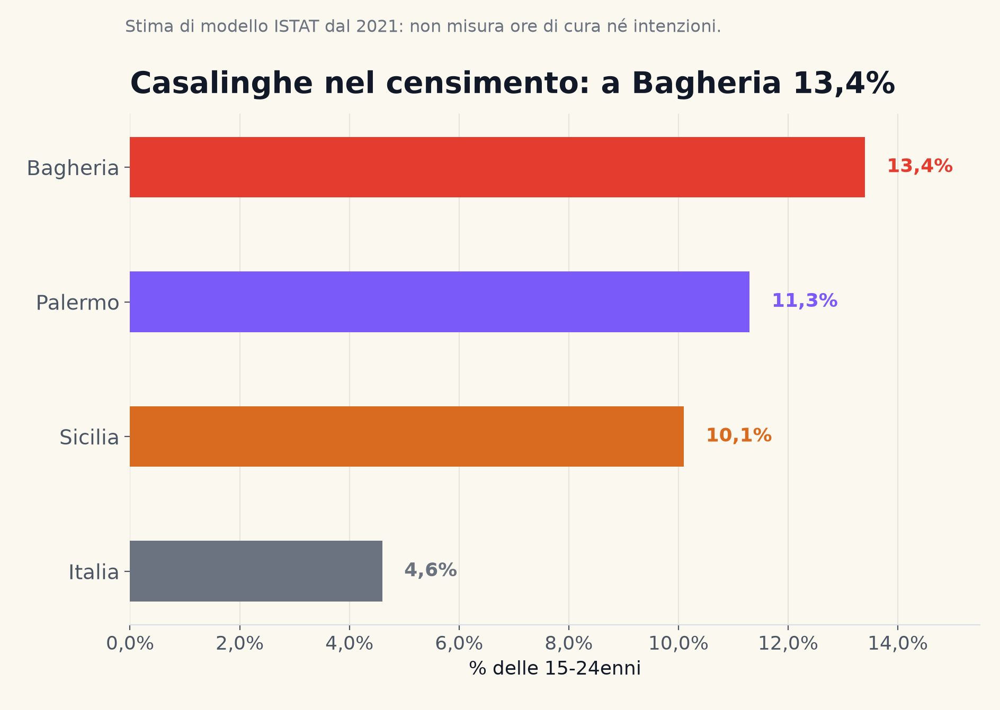 Stima di modello ISTAT dal 2021: non misura ore di cura né intenzioni.
Casalinghe nel censimento: a Bagheria 13,4%
Bagheria
13,4%
Palermo
11,3%
Sicilia
10,1%
Italia
4,6%
0,0% 2,0% 4,0% 6,0% 8,0% 10,0% 12,0% 14,0%
% delle 15-24enni